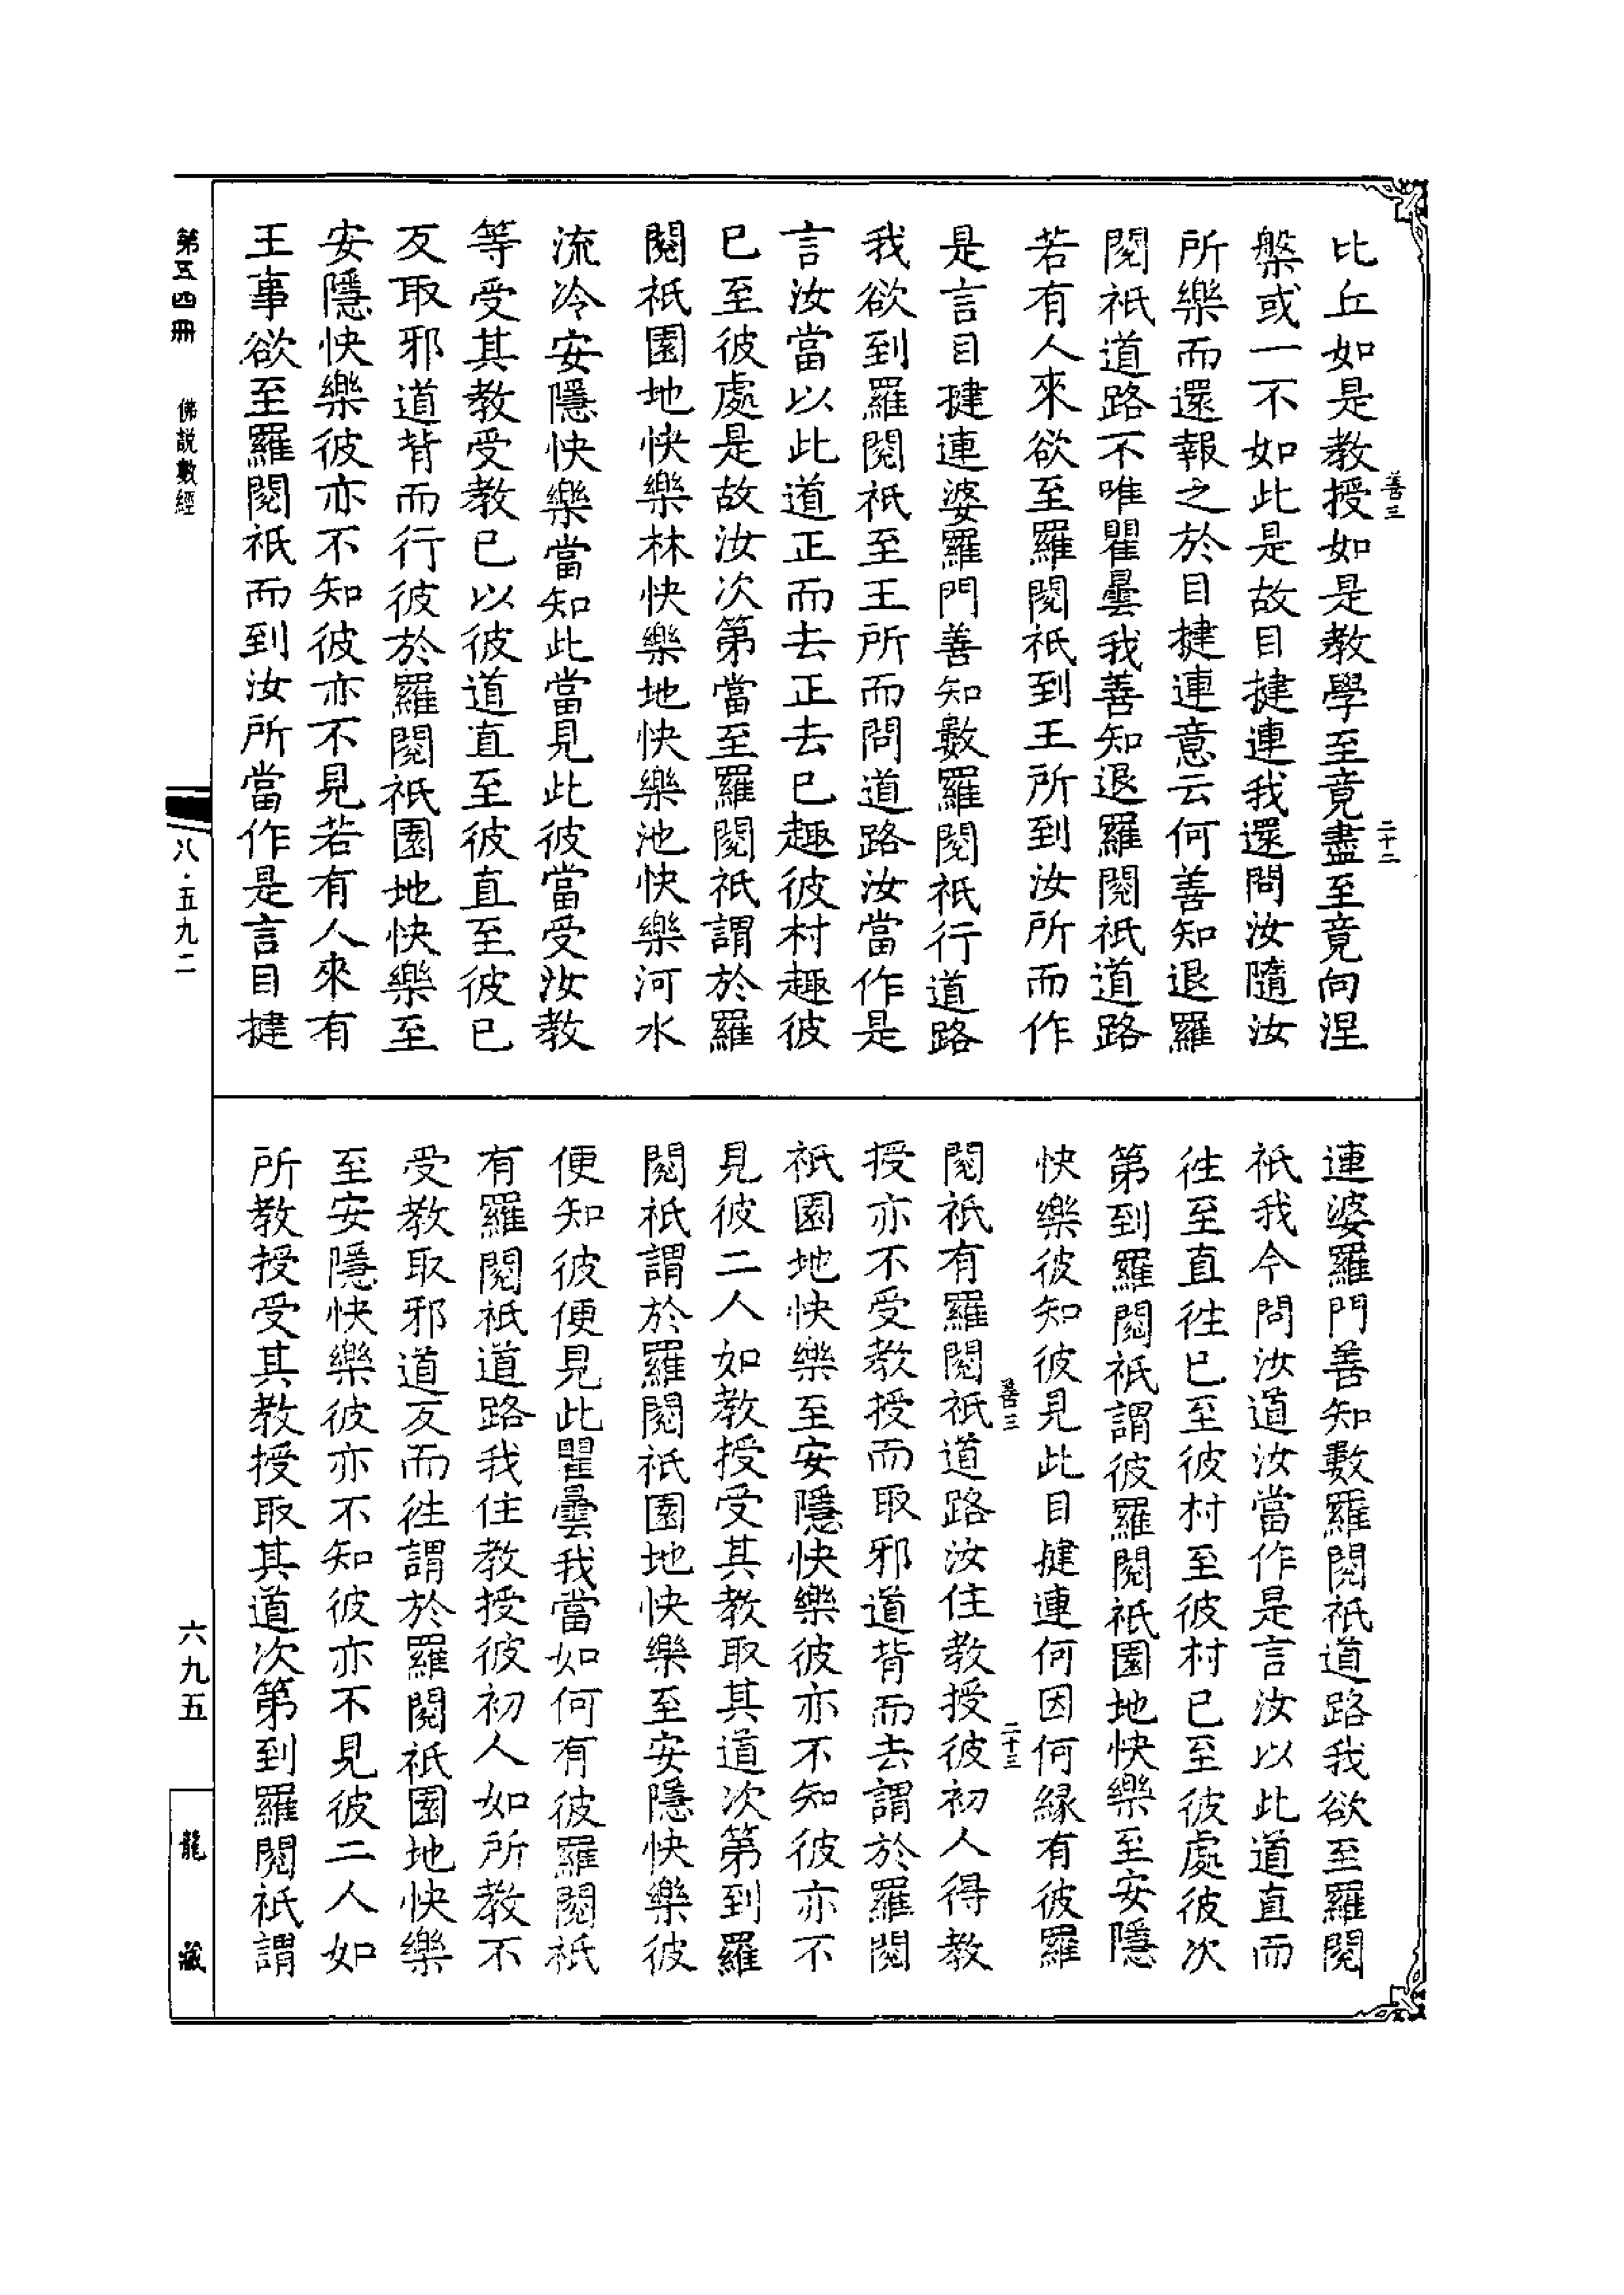 比丘如是教授如是教學至竟盡至竟向涅
善三
二十二
槃或一不如此是故目揵連我還問汝隨汝
所樂而還報之於目揵連意云何善知退羅
閱祇道路不唯瞿曇我善知退羅閱祇道路
若有人來欲至羅閱祇到王所到汝所而作
是言目揵連婆羅門善知數羅閱祇行道路
我欲到羅閱祇至王所而問道路汝當作是
言汝當以此道正而去正去已趣彼村趣彼
已至彼處是故汝次第當至羅閱祇謂於羅
閱祇園地快樂林快樂地快樂池快樂河水
流冷安隱快樂當知此當見此彼當受汝教
等受其教受教已以彼道直至彼直至彼已
友取邪道背而行彼於羅閱祇園地快樂至
安隱快樂彼亦不知彼亦不見若有人來有
王事欲至羅閱祇而到汝所當作是言目揵
連婆羅門善知數羅閱祇道路我欲至羅閱
祇我今問汝道汝當作是言汝以此道直而
徃至直徃已至彼村至彼村已至彼處彼次
第到羅閱祇謂彼羅閱祇園地快樂至安隱
快樂彼知彼見此目揵連何因何緣有彼羅
善三
二十三
閱祇有羅閱祇道路汝住教授彼初人得教
授亦不受教授而取邪道背而去謂於羅閱
祇園地快樂至安隱快樂彼亦不知彼亦不
見彼二人如教授受其教取其道次第到羅
閱祇謂於羅閱祇園地快樂至安隱快樂彼
便知彼便見此瞿曇我當如何有彼羅閱祇
有羅閱祇道路我住教授彼初人如所教不
受教取邪道友而徃謂於羅閱祇園地快樂
至安隱快樂彼亦不知彼亦不見彼二人如
所教授受其教授取其道次第到羅閱祇謂
第五四冊
佛說數經
八·五九二
六九五
龍藏